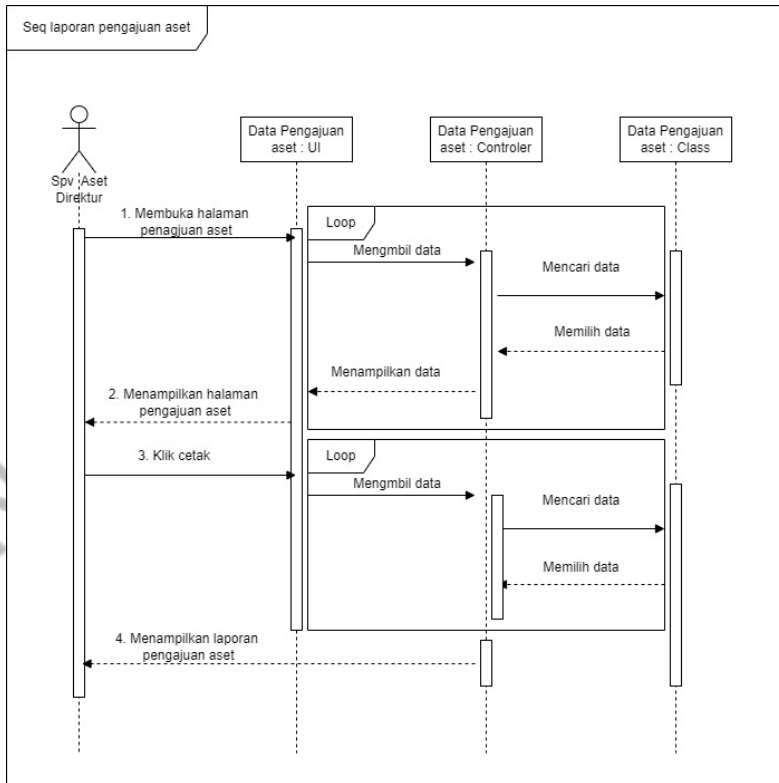 Seq laporan pengajuan aset
Spv Aset
Direktur
Data Pengajuan
aset : UI
Data Pengajuan
aset : Controler
Data Pengajuan
aset : Class
1. Membuka halaman
penagjuan aset
Loop
Mengmbil data
Mencari data
Memilih data
Menampilkan data
2. Menampilkan halaman
pengajuan aset
3. Klik cetak
Loop
Mengmbil data
Mencari data
Memilih data
4. Menampilkan laporan
pengajuan aset